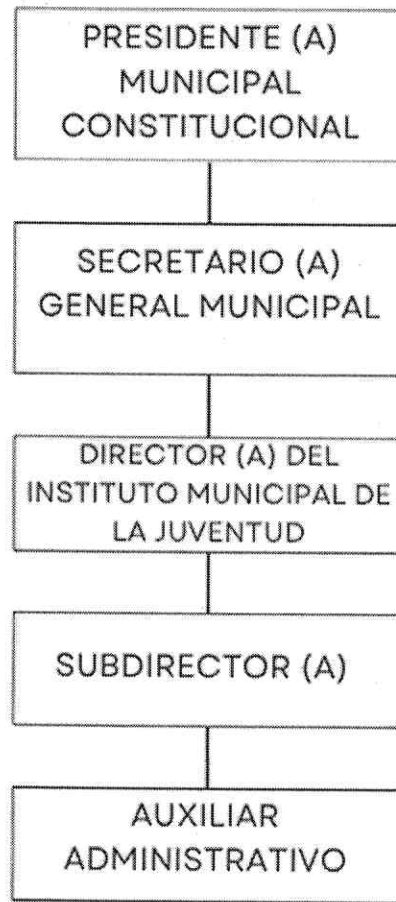 PRESIDENTE (A)
MUNICIPAL
CONSTITUCIONAL
SECRETARIO (A)
GENERAL MUNICIPAL
DIRECTOR (A) DEL
INSTITUTO MUNICIPAL DE
LA JUVENTUD
SUBDIRECTOR (A)
AUXILIAR
ADMINISTRATIVO